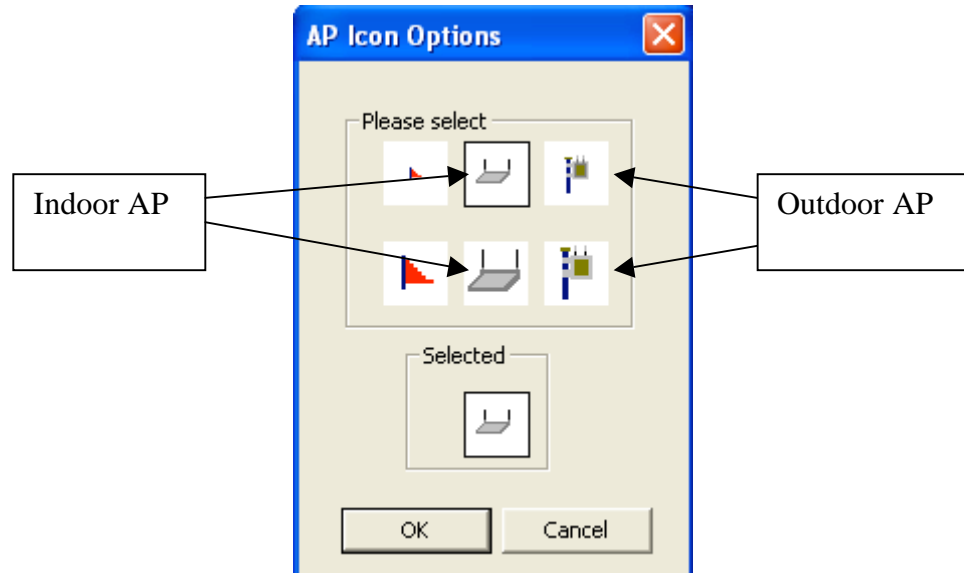 AP Icon Options
Please select
Indoor AP
Outdoor AP
Selected
OK
Cancel